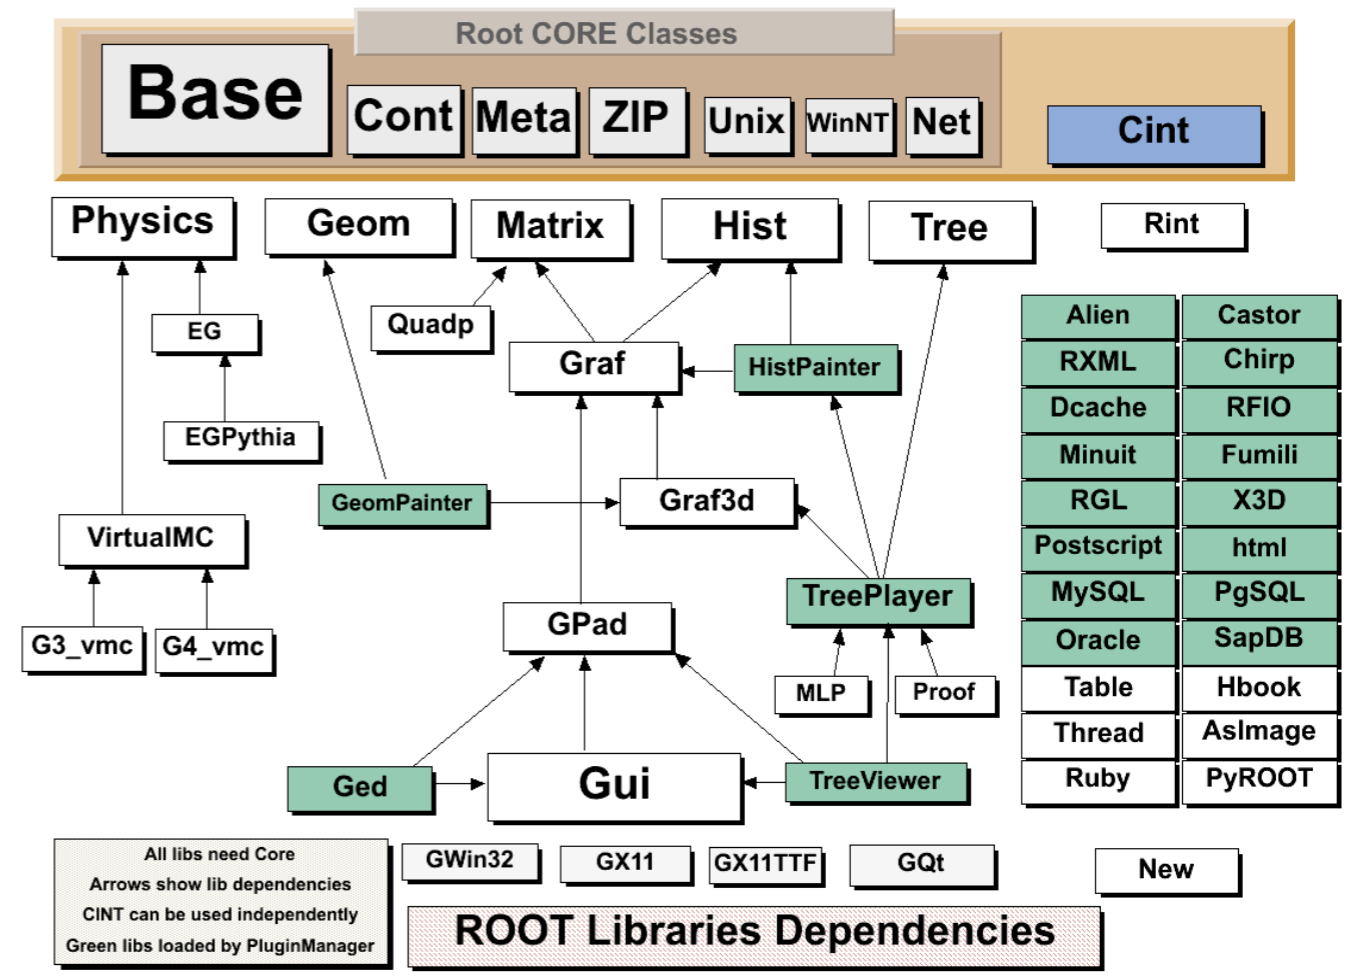 Root CORE Classes
Base
Cont
Meta
ZIP
Unix
WinNT
Net
Cint
Physics
Geom
Matrix
Hist
Tree
Rint
EG
Quadp
Graf
HistPainter
EGPythia
GeomPainter
Graf3d
VirtualMC
TreePlayer
GPad
G3_vmc
G4_vmc
MLP
Proof
Ged
Gui
TreeViewer
Alien
Castor
RXML
Chirp
Dcache
RFIO
Minuit
Fumili
RGL
X3D
Postscript
html
MySQL
PgSQL
Oracle
SapDB
Table
Hbook
Thread
AsImage
Ruby
PyROOT
All libs need Core
Arrows show lib dependencies
CINT can be used independently
Green libs loaded by PluginManager
GWin32
GX11
GX11TTF
GQt
New
ROOT Libraries Dependencies